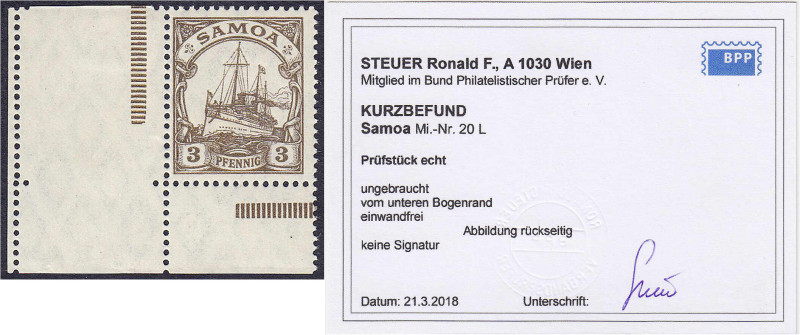 SAMOA
3 PFENNIG 3
STEUER Ronald F., A 1030 Wien
Mitglied im Bund Philatelistischer Prüfer e. V.
BPP
KURZBEFUND
Samoa Mi.-Nr. 20 L
Prüfstück echt
ungebraucht
vom unteren Bogenrand
einwandfrei
Abbildung rückseitig
keine Signatur
Datum: 21.3.2018 Unterschrift: